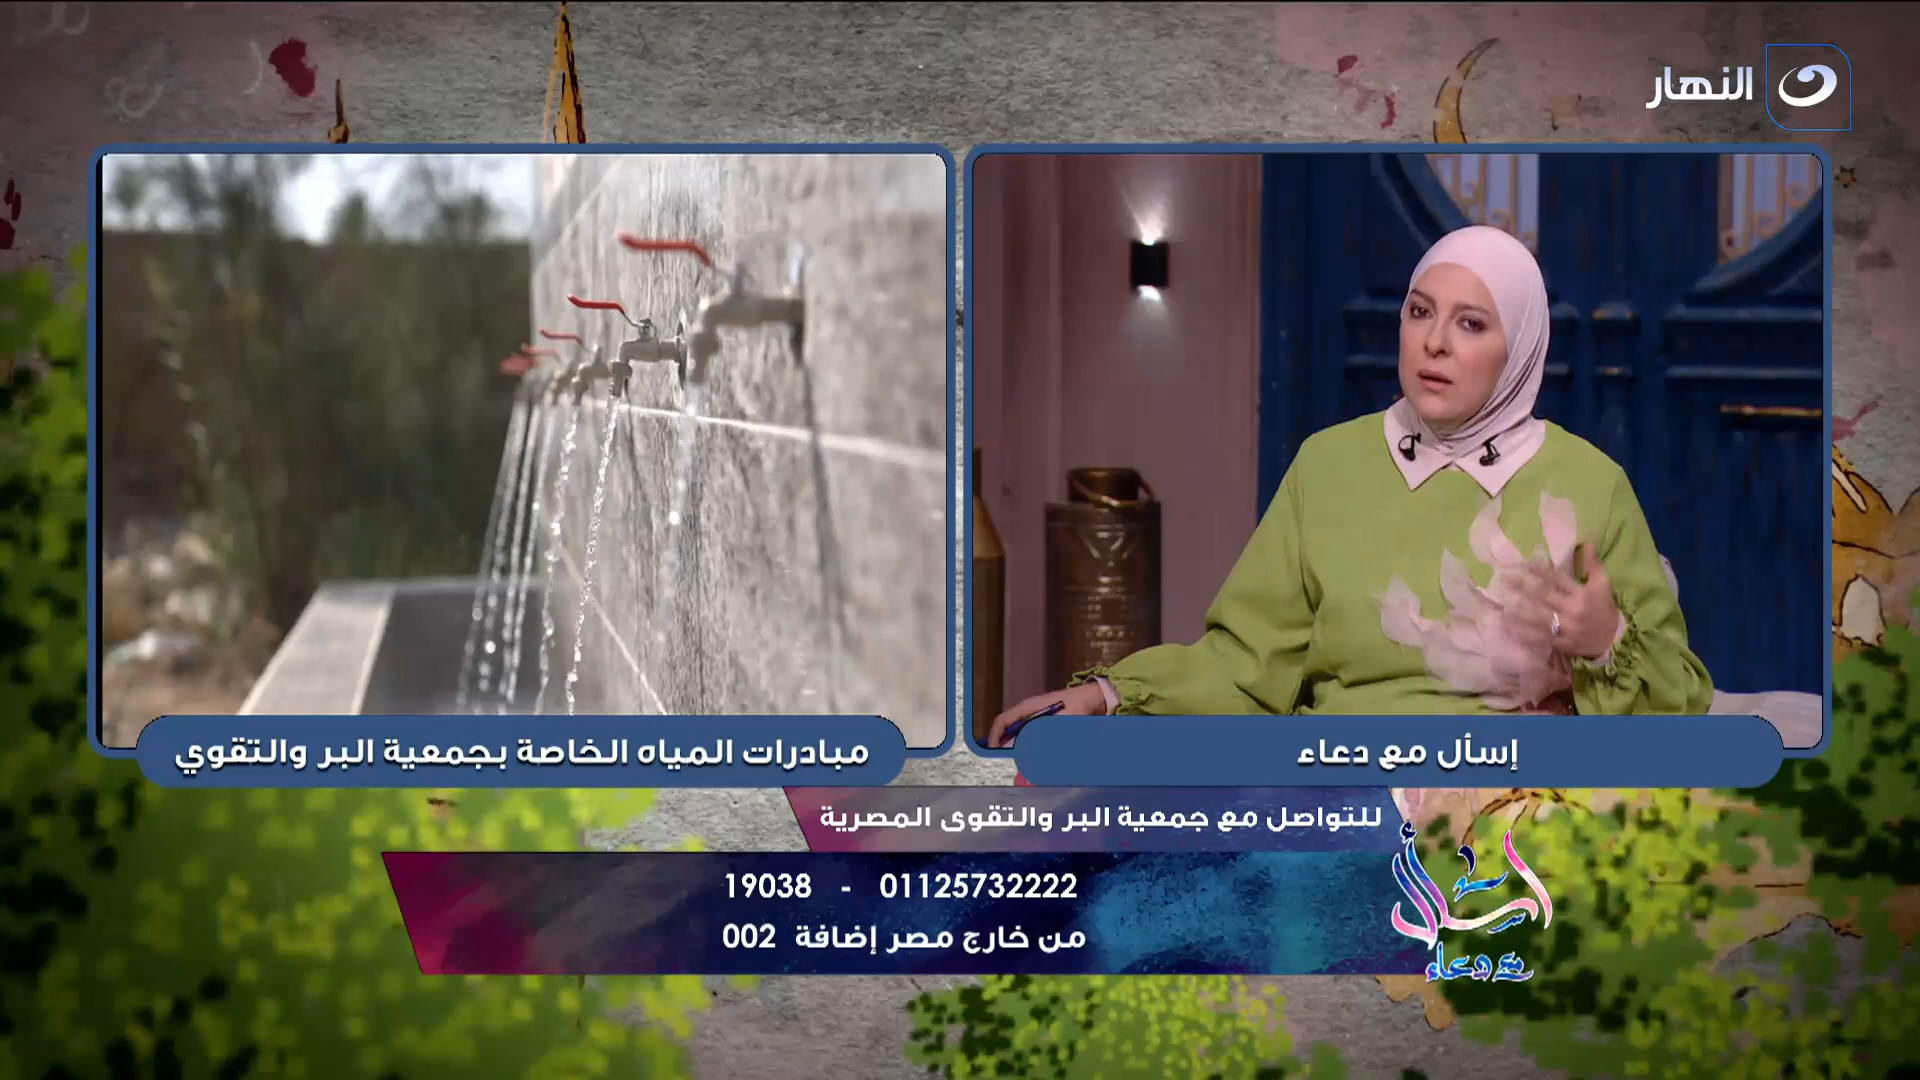 النهار
إسأل مع دعاء
مبادرات المياه الخاصة بجمعية البر والتقوي
للتواصل مع جمعية البر والتقوى المصرية
01125732222 - 19038
من خارج مصر إضافة 002
اسأل
مع دعاء